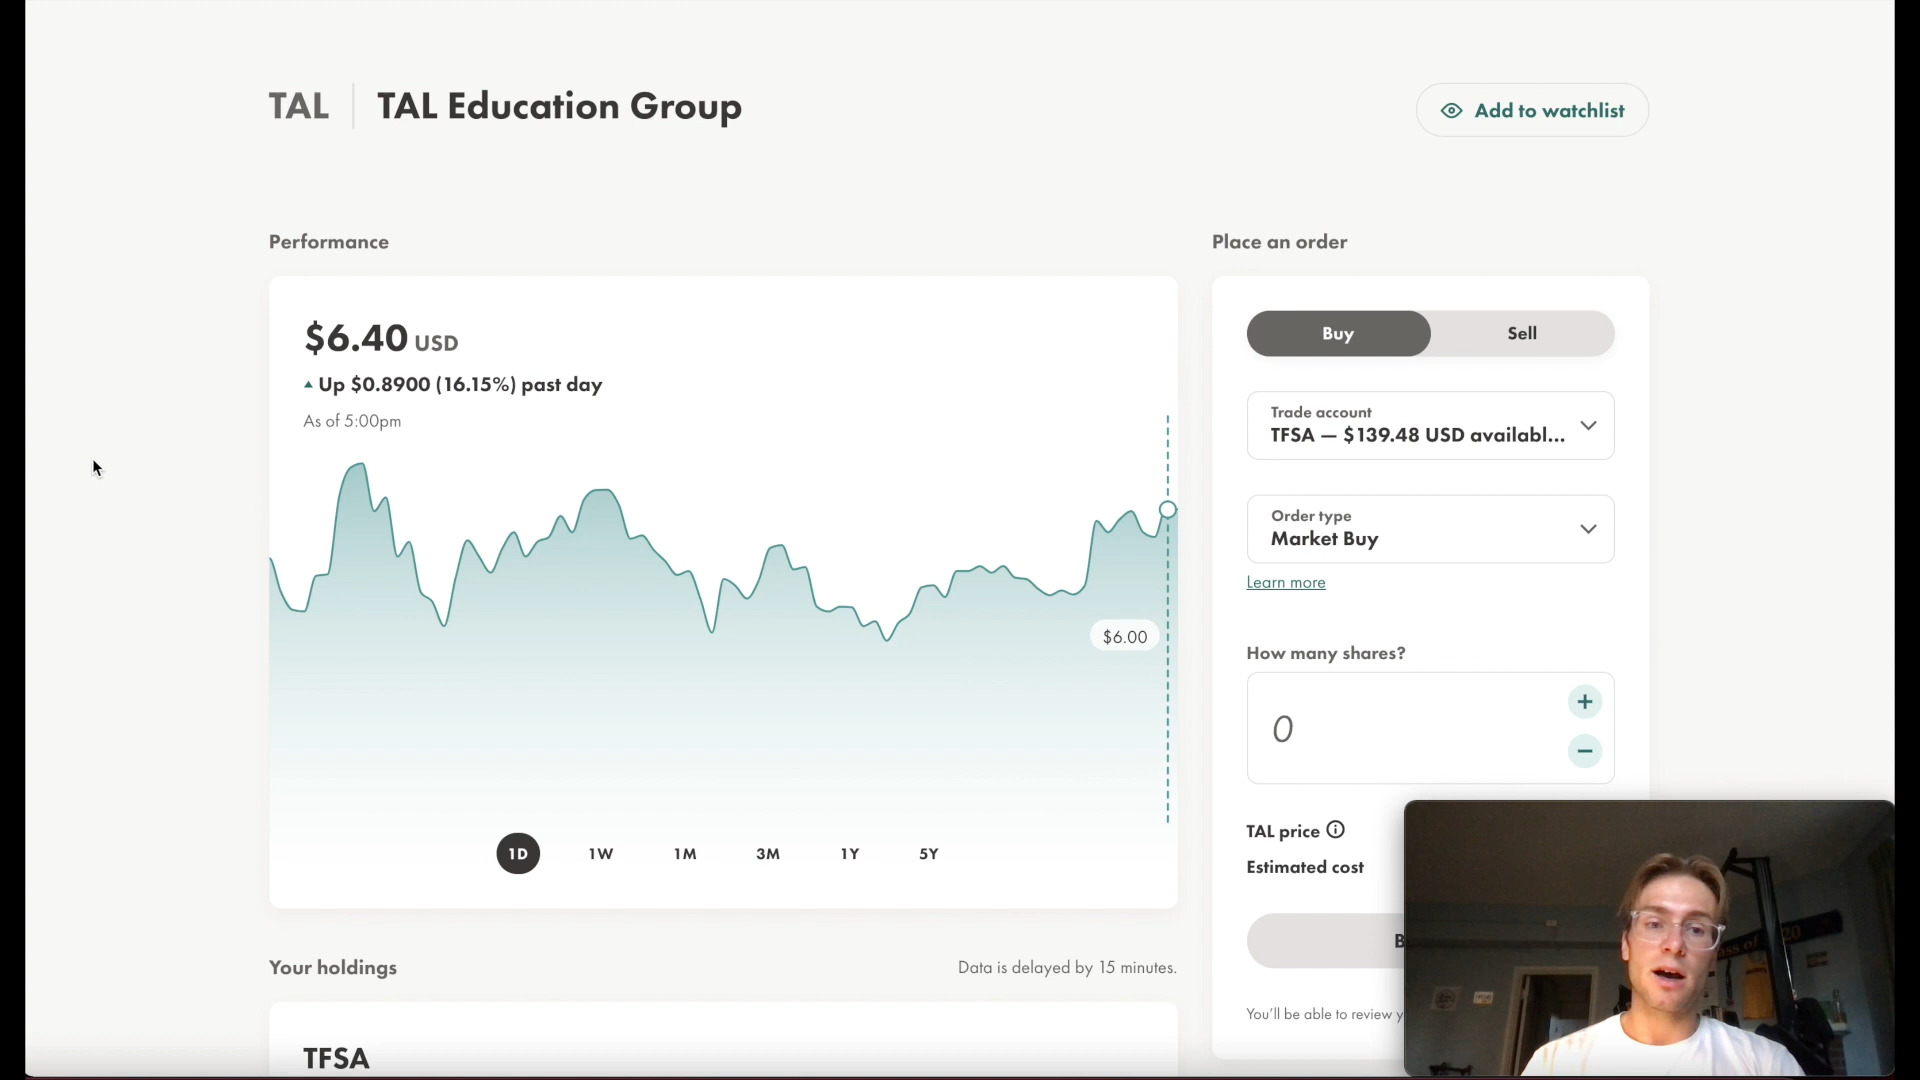 TAL
TAL Education Group
Add to watchlist
Performance
Place an order
$6.40 USD
Up $0.8900 (16.15%) past day
As of 5:00pm
$6.00
1D 1W 1M 3M 1Y 5Y
Buy
Sell
Trade account
TFSA — $139.48 USD availabl...
Order type
Market Buy
Learn more
How many shares?
0
TAL price
Estimated cost
B
You'll be able to review y
Your holdings
Data is delayed by 15 minutes.
TFSA
ass of 20